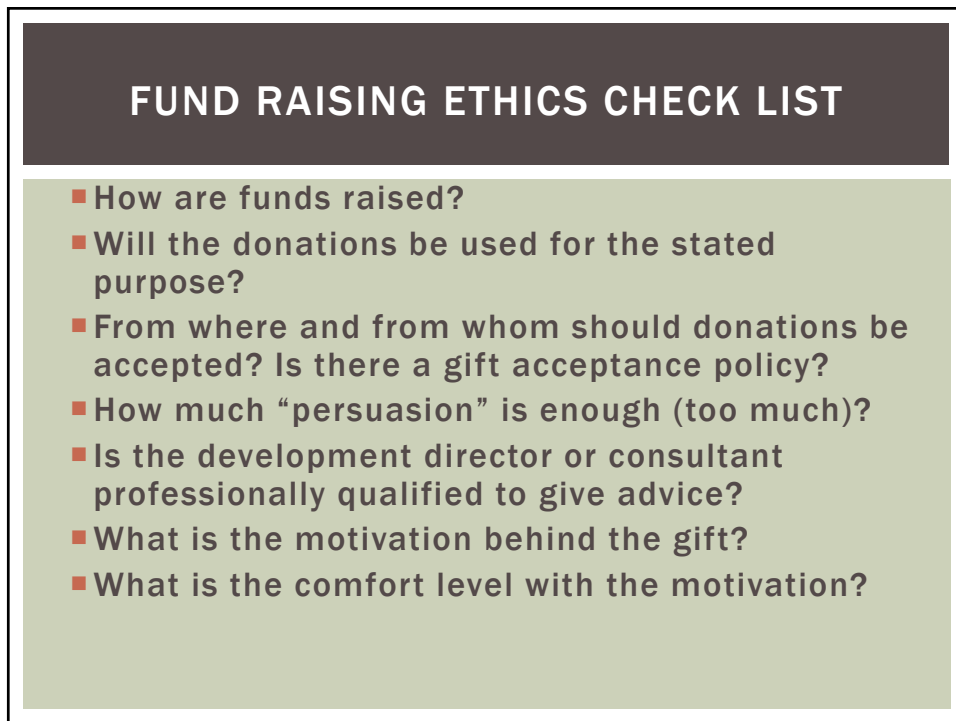 FUND RAISING ETHICS CHECK LIST
How are funds raised?
Will the donations be used for the stated
purpose?
From where and from whom should donations be
accepted? Is there a gift acceptance policy?
How much “persuasion” is enough (too much)?
Is the development director or consultant
professionally qualified to give advice?
What is the motivation behind the gift?
What is the comfort level with the motivation?